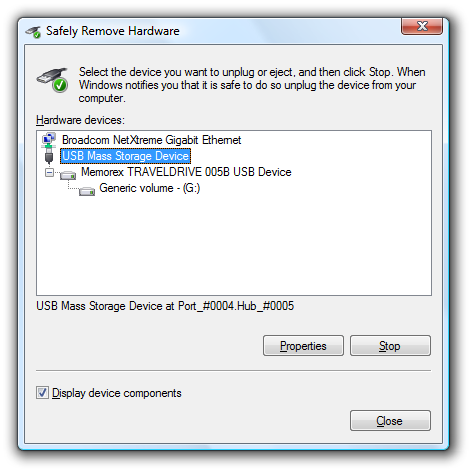 Safely Remove Hardware
Select the device you want to unplug or eject, and then click Stop. When
Windows notifies you that it is safe to do so unplug the device from your
computer.
Hardware devices:
Broadcom NetXtreme Gigabit Ethernet
USB Mass Storage Device
Memorex TRAVELDRIVE 005B USB Device
Generic volume - (G:)
USB Mass Storage Device at Port_#0004.Hub_#0005
Properties
Stop
Display device components
Close